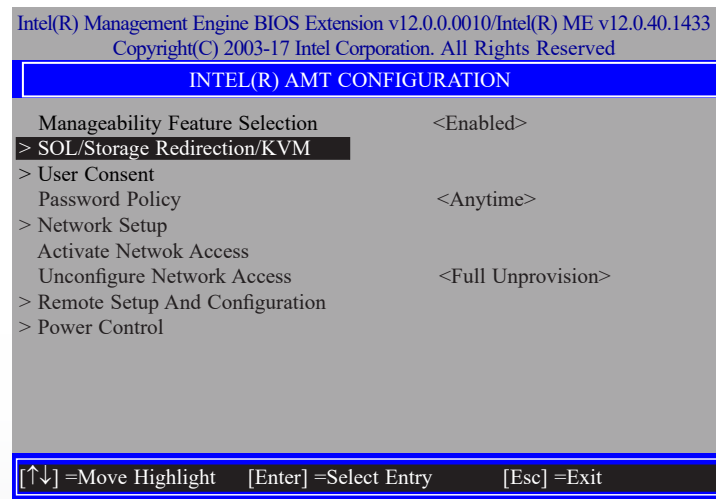 Intel(R) Management Engine BIOS Extension v12.0.0.0010/Intel(R) ME v12.0.40.1433
Copyright(C) 2003-17 Intel Corporation. All Rights Reserved
INTEL(R) AMT CONFIGURATION
Manageability Feature Selection <Enabled>
> SOL/Storage Redirection/KVM
> User Consent
Password Policy <Anytime>
> Network Setup
Activate Netwok Access
Unconfigure Network Access <Full Unprovision>
> Remote Setup And Configuration
> Power Control
[↑↓] =Move Highlight [Enter] =Select Entry [Esc] =Exit